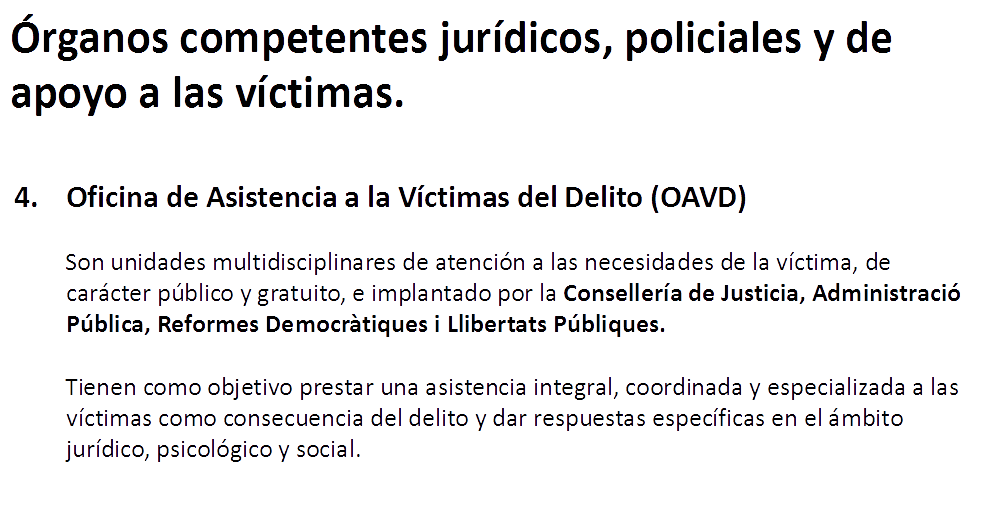 Órganos competentes jurídicos, policiales y de
apoyo a las víctimas.
4. Oficina de Asistencia a la Víctimas del Delito (OAVD)
Son unidades multidisciplinares de atención a las necesidades de la víctima, de
carácter público y gratuito, e implantado por la Consellería de Justicia, Administració
Pública, Reformes Democràtiques i Llibertats Públiques.
Tienen como objetivo prestar una asistencia integral, coordinada y especializada a las
víctimas como consecuencia del delito y dar respuestas específicas en el ámbito
jurídico, psicológico y social.